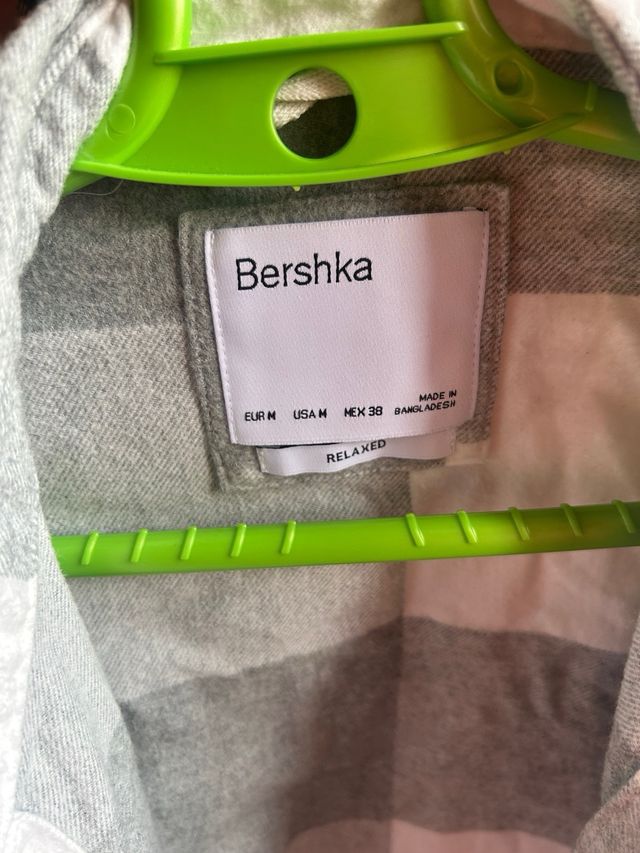 Bershka
EUR M USA M MEX 38 MADE IN BANGLADESH
RELAXED